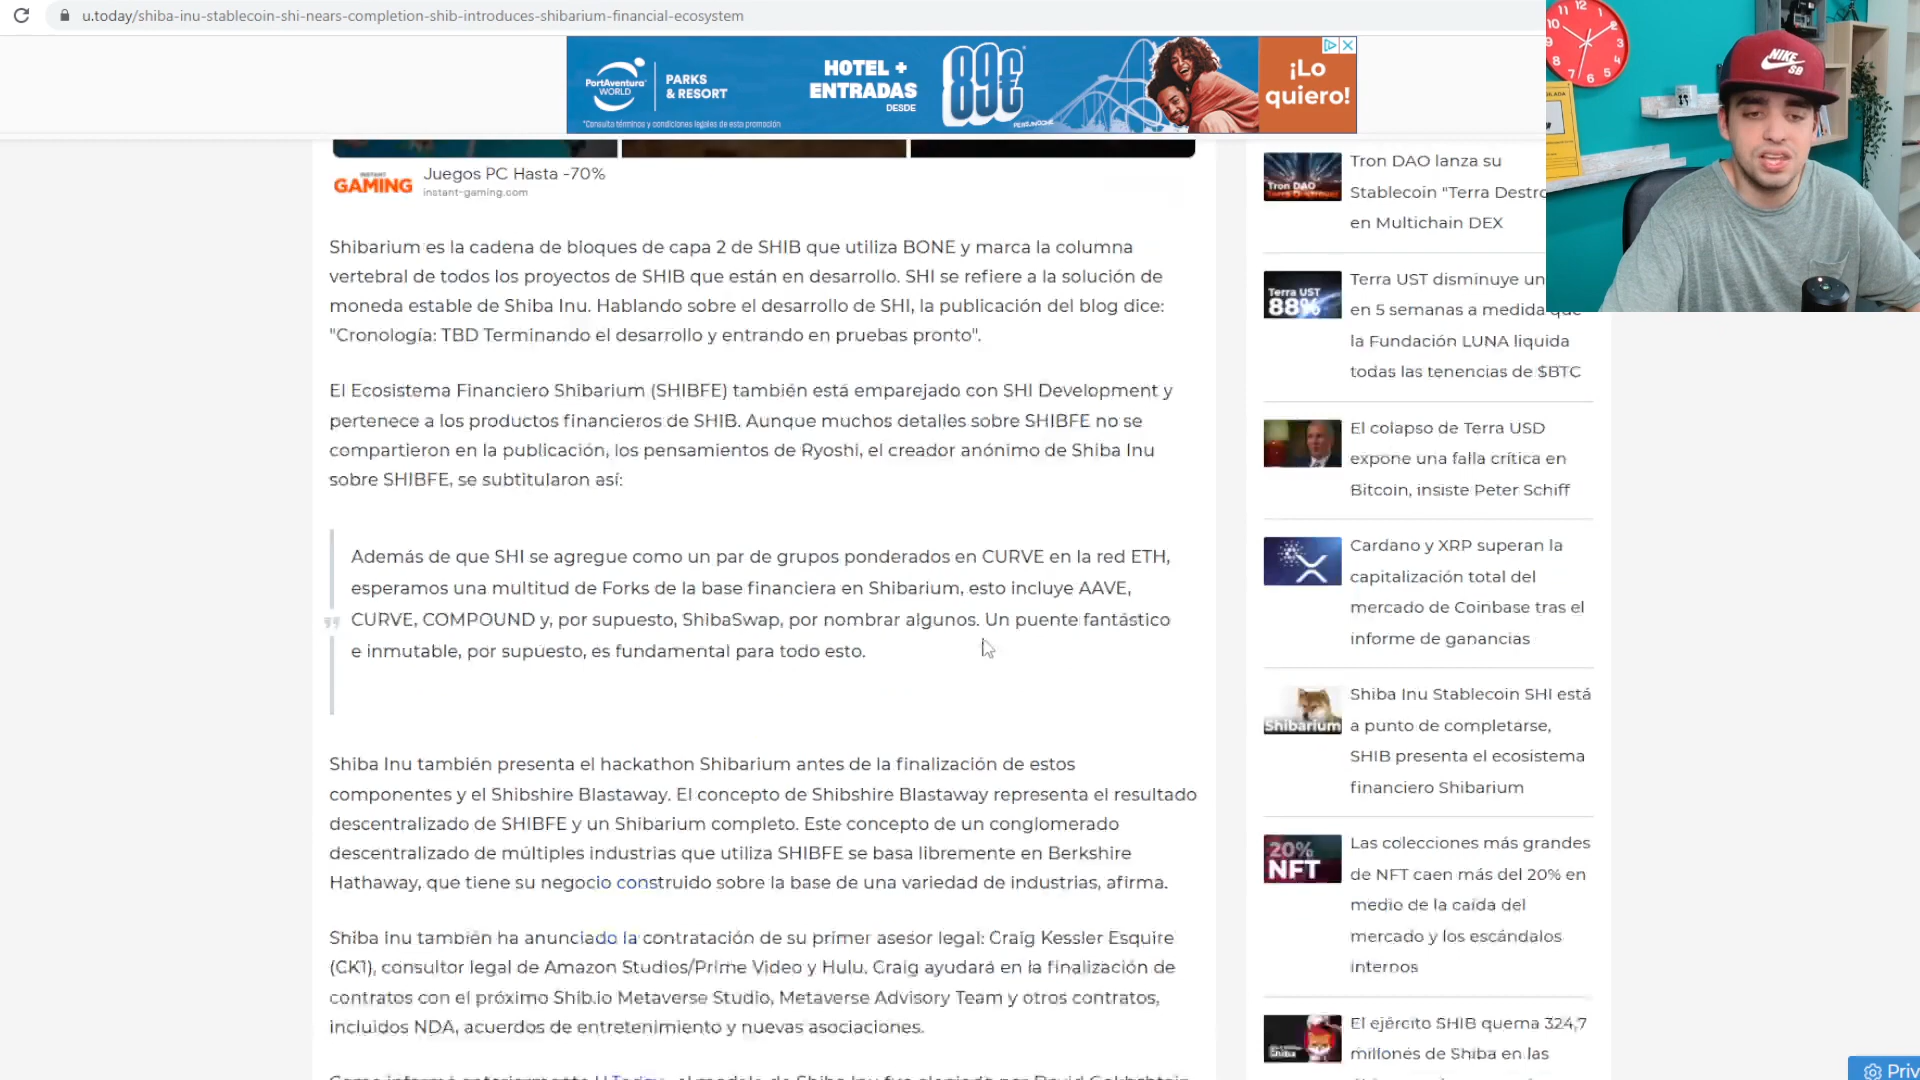 u.today/shiba-inu-stablecoin-shi-nears-completion-shib-introduces-shibarium-financial-ecosystem
PortAventura
WORLD
PARKS
& RESORT
HOTEL +
ENTRADAS
DESDE
89€
¡Lo
quiero!
*Consulta términos y condiciones legales de esta promoción
INSTANT
GAMING
Juegos PC Hasta -70%
instant-gaming.com
Shibarium es la cadena de bloques de capa 2 de SHIB que utiliza BONE y marca la columna
vertebral de todos los proyectos de SHIB que están en desarrollo. SHI se refiere a la solución de
moneda estable de Shiba Inu. Hablando sobre el desarrollo de SHI, la publicación del blog dice:
"Cronología: TBD Terminando el desarrollo y entrando en pruebas pronto".
El Ecosistema Financiero Shibarium (SHIBFE) también está emparejado con SHI Development y
pertenece a los productos financieros de SHIB. Aunque muchos detalles sobre SHIBFE no se
compartieron en la publicación, los pensamientos de Ryoshi, el creador anónimo de Shiba Inu
sobre SHIBFE, se subtitularon así:
Además de que SHI se agregue como un par de grupos ponderados en CURVE en la red ETH,
esperamos una multitud de Forks de la base financiera en Shibarium, esto incluye AAVE,
CURVE, COMPOUND y, por supuesto, ShibaSwap, por nombrar algunos. Un puente fantástico
e inmutable, por supuesto, es fundamental para todo esto.
Shiba Inu también presenta el hackathon Shibarium antes de la finalización de estos
componentes y el Shibshire Blastaway. El concepto de Shibshire Blastaway representa el resultado
descentralizado de SHIBFE y un Shibarium completo. Este concepto de un conglomerado
descentralizado de múltiples industrias que utiliza SHIBFE se basa libremente en Berkshire
Hathaway, que tiene su negocio construido sobre la base de una variedad de industrias, afirma.
Shiba inu también ha anunciado la contratación de su primer asesor legal: Craig Kessler Esquire
(CK1), consultor legal de Amazon Studios/Prime Video y Hulu. Craig ayudará en la finalización de
contratos con el próximo Shib.io Metaverse Studio, Metaverse Advisory Team y otros contratos,
incluidos NDA, acuerdos de entretenimiento y nuevas asociaciones.
Tron DAO
Tron DAO lanza su
Stablecoin "Terra Destro
en Multichain DEX
Terra UST
88%
Terra UST disminuye un
en 5 semanas a medida que
la Fundación LUNA liquida
todas las tenencias de $BTC
El colapso de Terra USD
expone una falla crítica en
Bitcoin, insiste Peter Schiff
Cardano y XRP superan la
capitalización total del
mercado de Coinbase tras el
informe de ganancias
Shibarium
Shiba Inu Stablecoin SHI está
a punto de completarse,
SHIB presenta el ecosistema
financiero Shibarium
20%
NFT
Las colecciones más grandes
de NFT caen más del 20% en
medio de la caída del
mercado y los escándalos
internos
El ejército SHIB quema 324,7
millones de Shiba en las
Priv
NIKE
SB